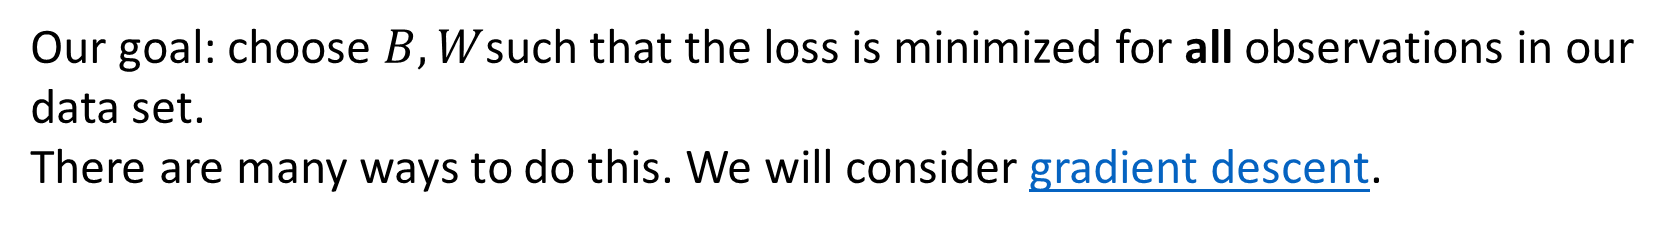 Our goal: choose B, W such that the loss is minimized for all observations in our
data set.
There are many ways to do this. We will consider gradient descent.